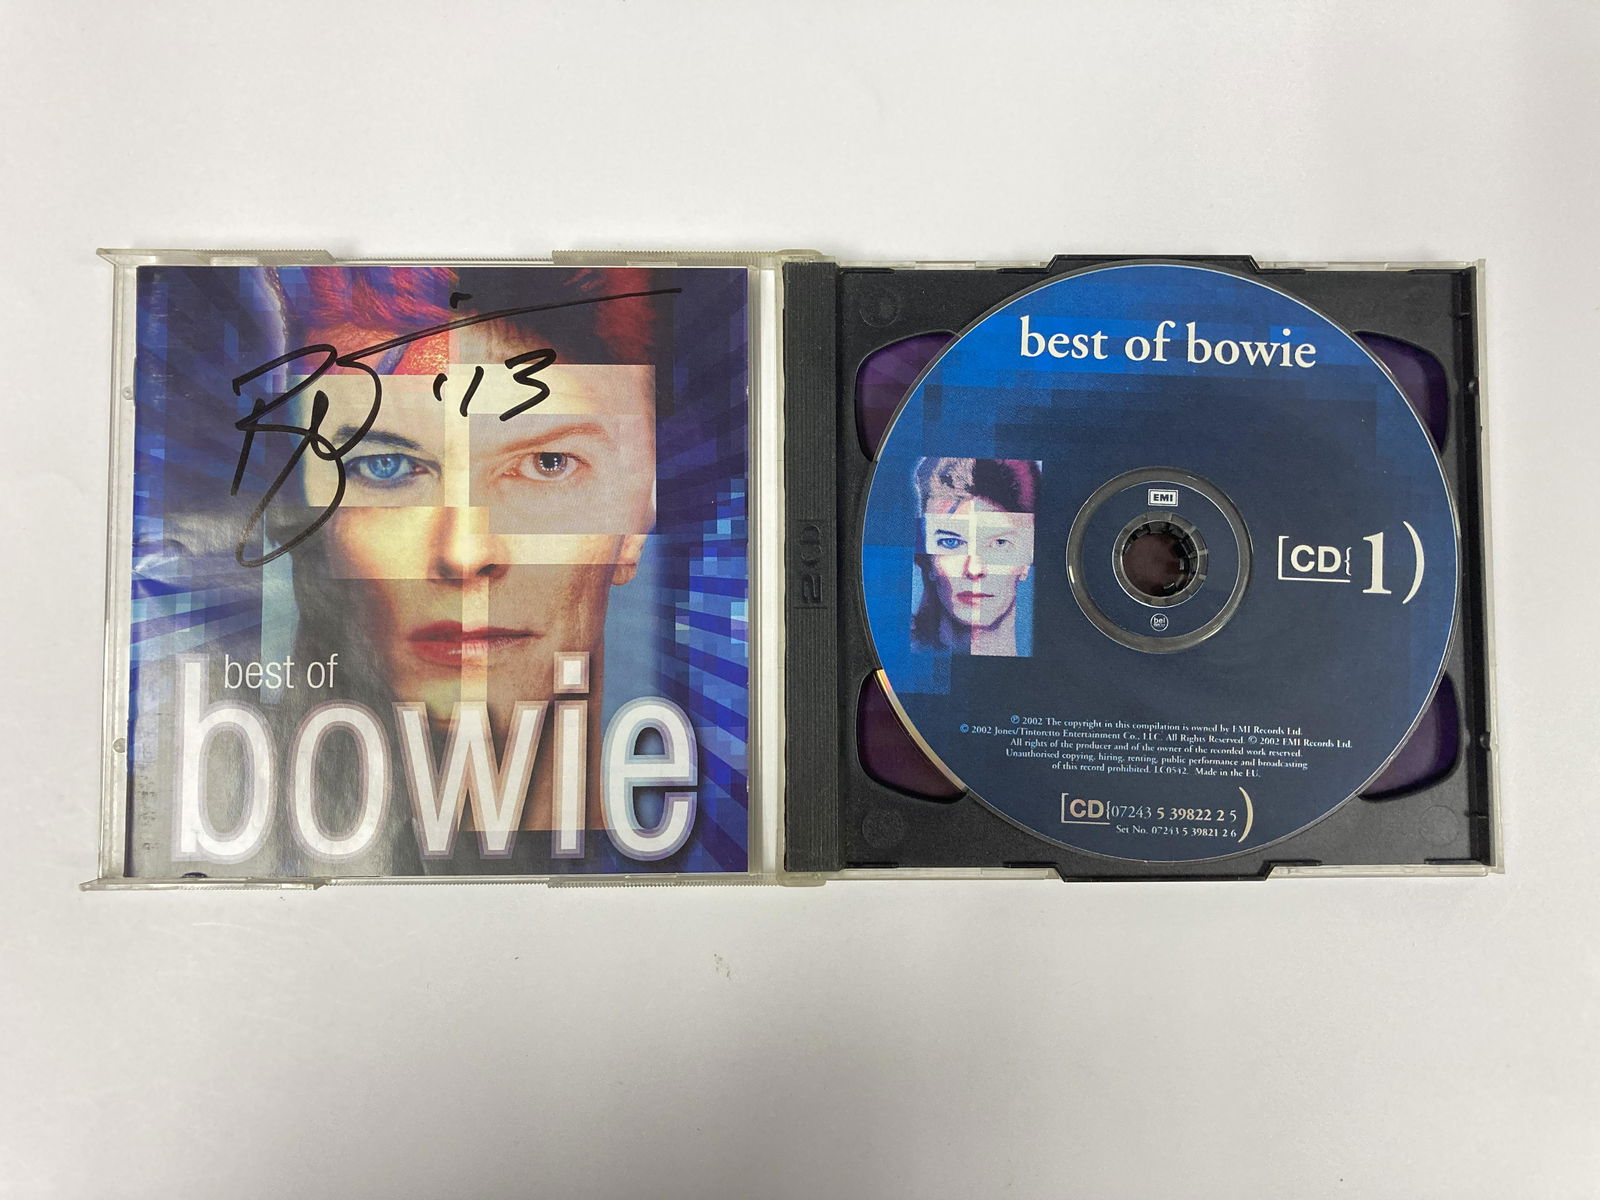 '13
best of
bowie
2CD
best of bowie
EMI
[CD{1)
℗ 2002 The copyright in this compilation is owned by EMI Records Ltd.
© 2002 Jones/Tintoretto Entertainment Co., LLC. All Rights Reserved. © 2002 EMI Records Ltd.
All rights of the producer and of the owner of the recorded work reserved.
Unauthorised copying, hiring, renting, public performance and broadcasting
of this record prohibited. LC0542. Made in the EU.
[CD{07243 5 39822 2 5)
Set No. 07243 5 39821 2 6